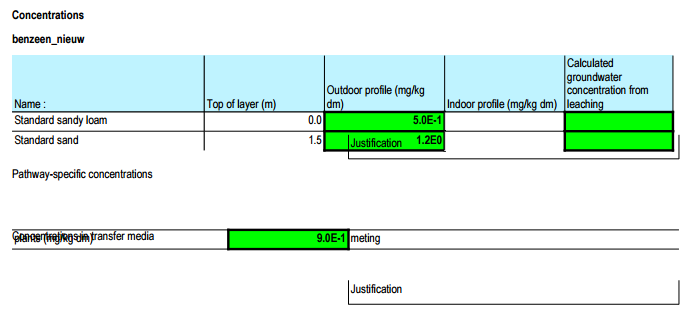 Concentrations
benzeen_nieuw
Name : Top of layer (m) Outdoor profile (mg/kg dm) Indoor profile (mg/kg dm) Calculated groundwater concentration from leaching
Standard sandy loam 0.0 5.0E-1
Standard sand 1.5 1.2E0
Justification
Pathway-specific concentrations
Concentrations in transfer media
plants (mg/kg dm) 9.0E-1 meting
Justification